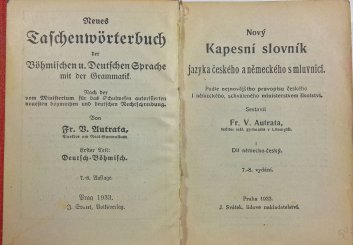 Neues
Taschenwörterbuch
der
Böhmischen u. Deutschen Sprache
mit der Grammatik.
Nach der
vom Ministerium für das Schulwesen autorisierten
neuesten böhmischen und deutschen Rechtschreibung.
Von
Fr. V. Autrata,
Erster Teil:
Deutsch-Böhmisch.
7.-8. Auflage.
Prag 1933.
J. Svátek, Volksverlag.
Nový
Kapesní slovník
jazyka českého a německého s mluvnicí.
Podle nejnovějšího pravopisu českého
i německého, schváleného ministerstvem školství.
Sestavil
Fr. V. Autrata,
I
Díl německo-český.
7.-8. vydání.
Praha 1933.
J. Svátek, lidové nakladatelství.